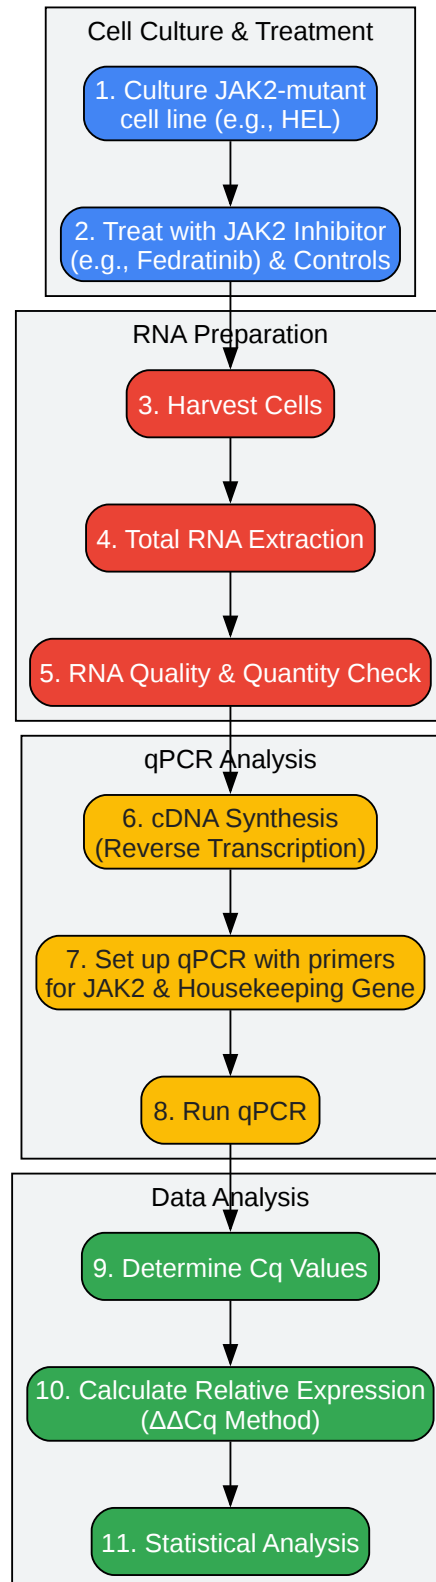 Cell Culture & Treatment
1. Culture JAK2-mutant
cell line (e.g., HEL)
2. Treat with JAK2 Inhibitor
(e.g., Fedratinib) & Controls
RNA Preparation
3. Harvest Cells
4. Total RNA Extraction
5. RNA Quality & Quantity Check
qPCR Analysis
6. cDNA Synthesis
(Reverse Transcription)
7. Set up qPCR with primers
for JAK2 & Housekeeping Gene
8. Run qPCR
Data Analysis
9. Determine Cq Values
10. Calculate Relative Expression
(ΔΔCq Method)
11. Statistical Analysis